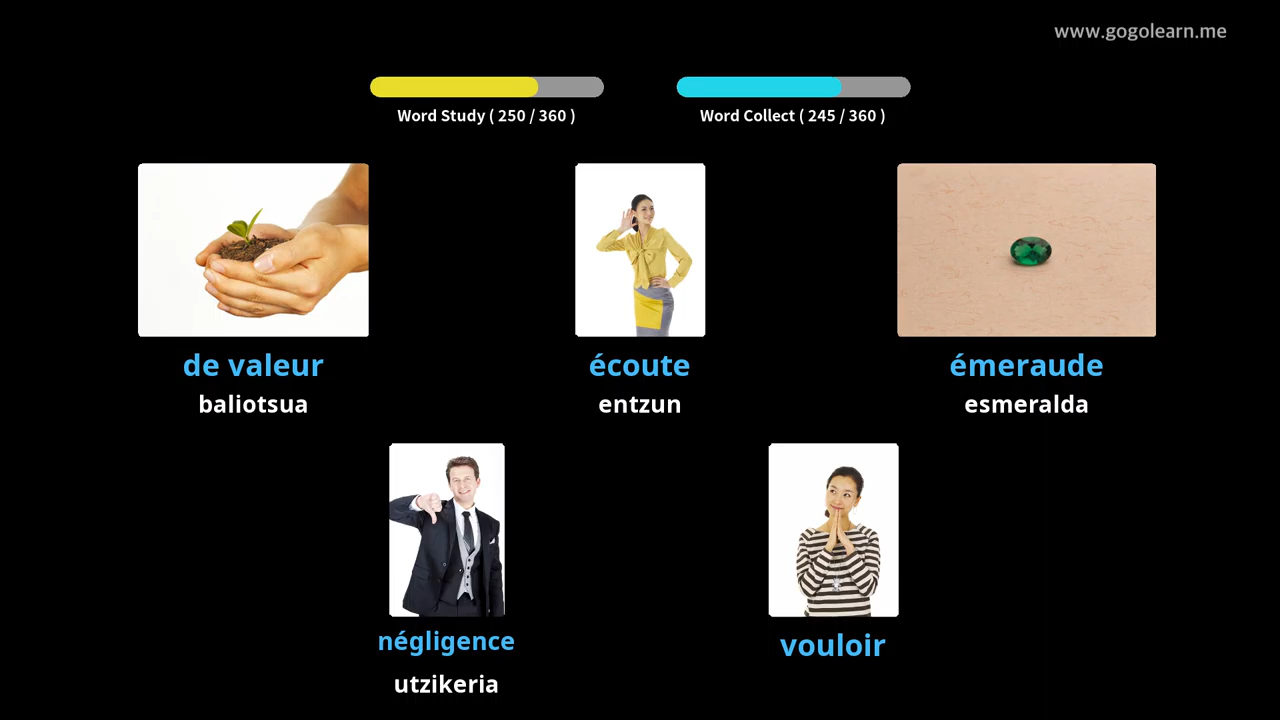 www.gogolearn.me
Word Study ( 250 / 360 )
Word Collect ( 245 / 360 )
de valeur
baliotsua
écoute
entzun
émeraude
esmeralda
négligence
utzikeria
vouloir